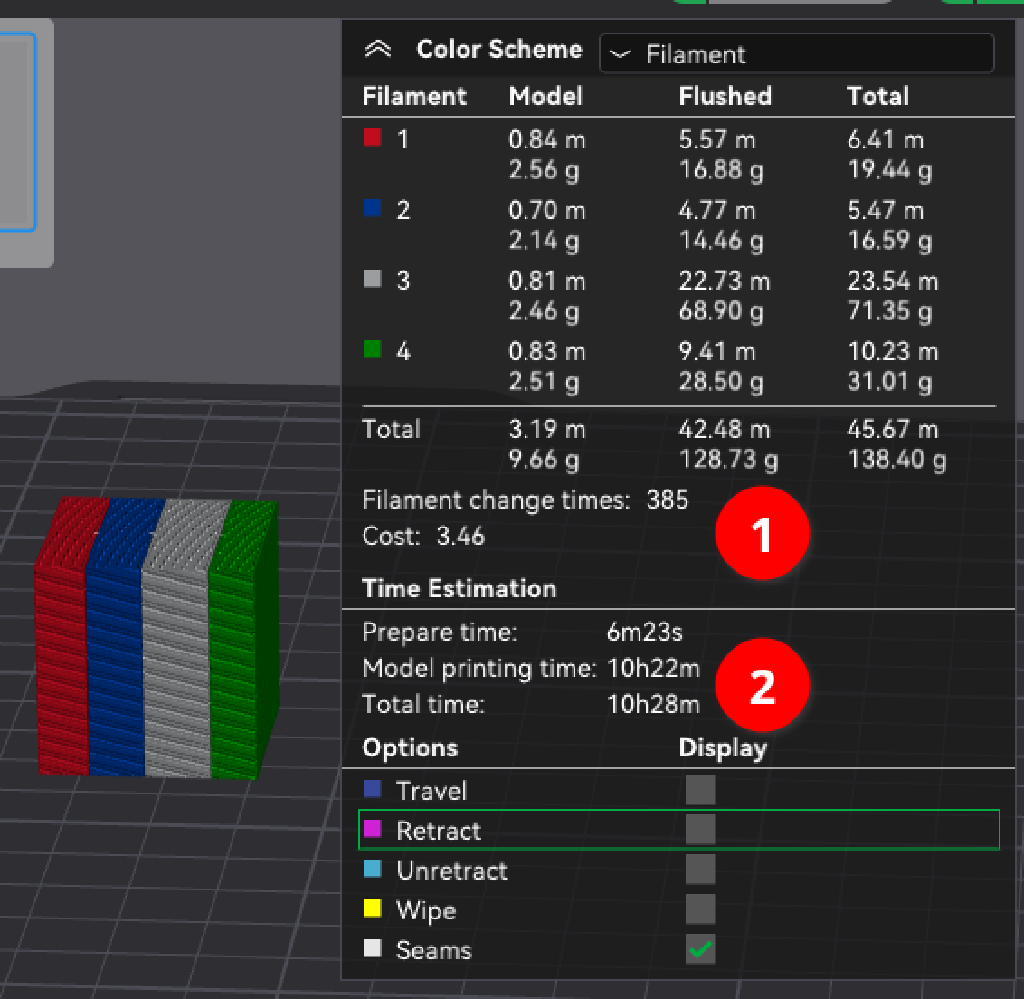 Color Scheme Filament
Filament Model Flushed Total
1 0.84 m 5.57 m 6.41 m
2.56 g 16.88 g 19.44 g
2 0.70 m 4.77 m 5.47 m
2.14 g 14.46 g 16.59 g
3 0.81 m 22.73 m 23.54 m
2.46 g 68.90 g 71.35 g
4 0.83 m 9.41 m 10.23 m
2.51 g 28.50 g 31.01 g
Total 3.19 m 42.48 m 45.67 m
9.66 g 128.73 g 138.40 g
Filament change times: 385
Cost: 3.46
1
Time Estimation
Prepare time: 6m23s
Model printing time: 10h22m
Total time: 10h28m
2
Options Display
Travel
Retract
Unretract
Wipe
Seams